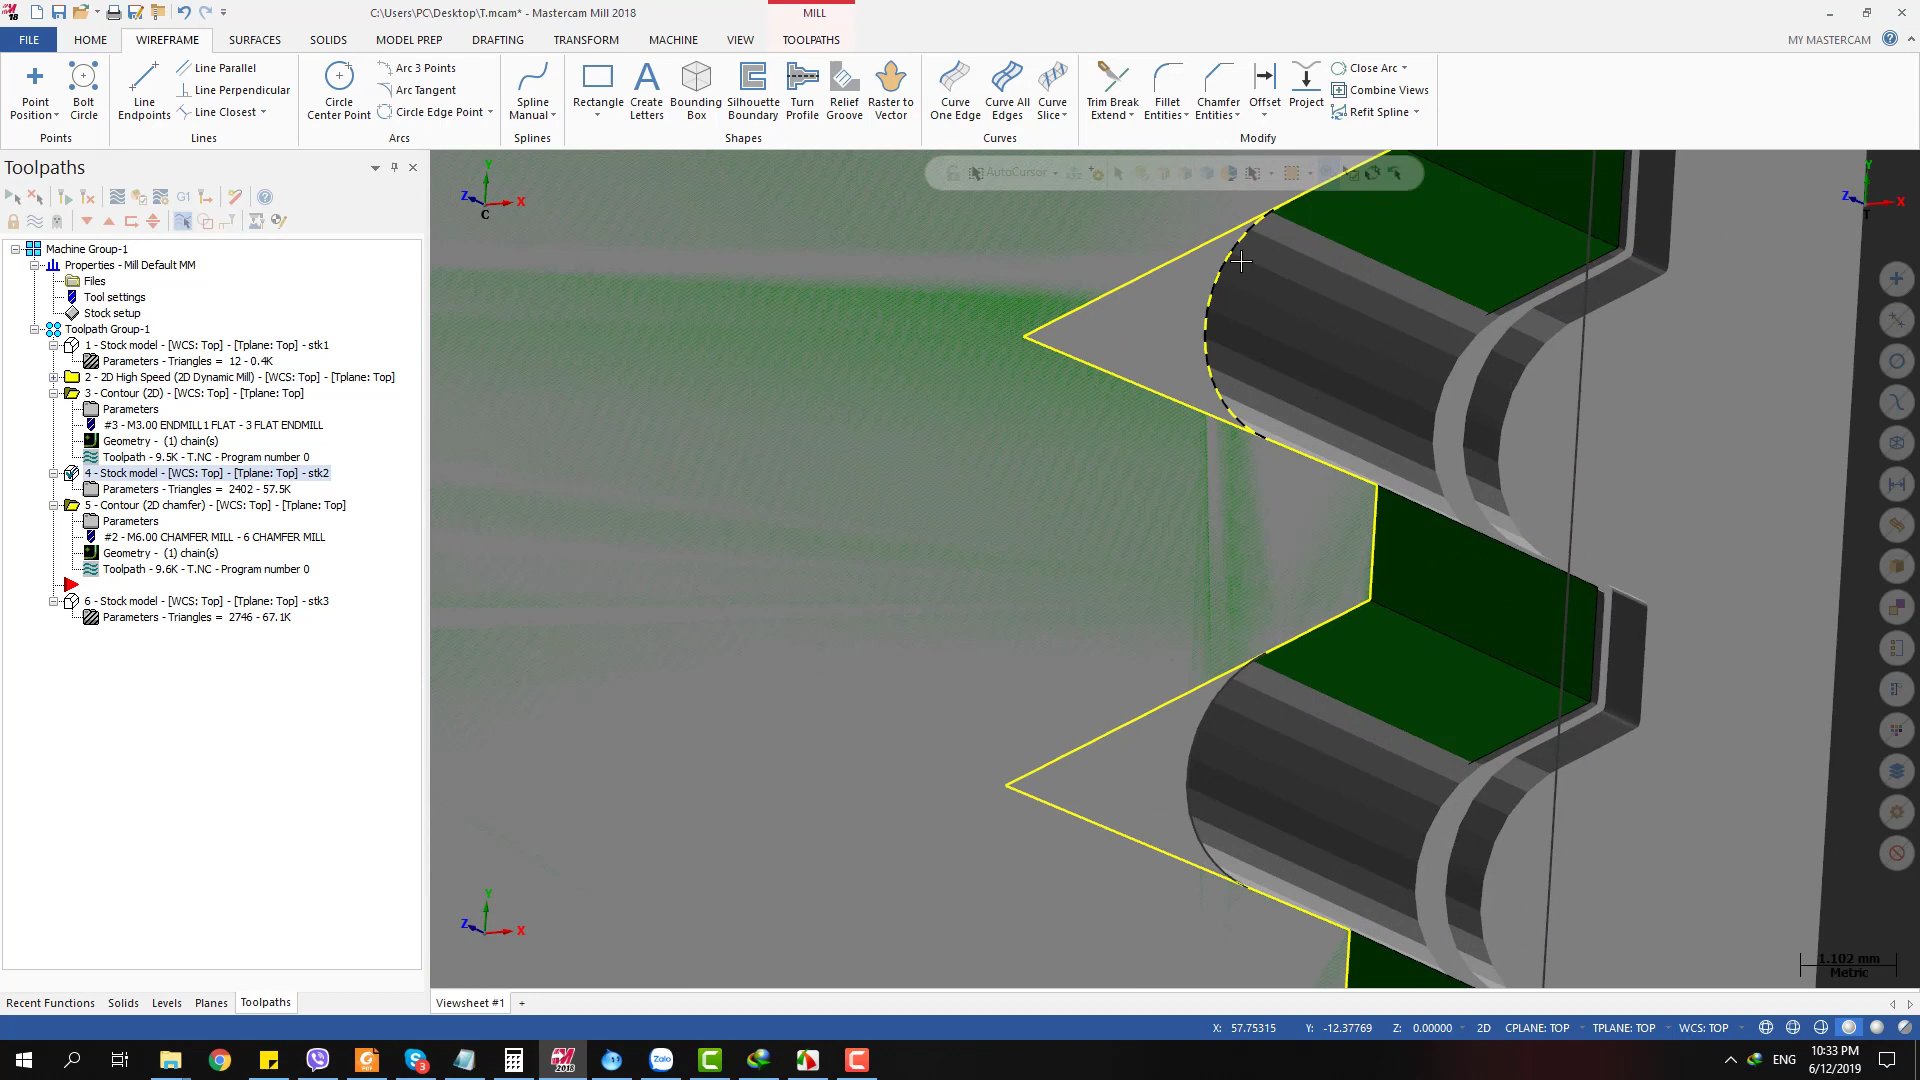 C:\Users\PC\Desktop\T.mcam* - Mastercam Mill 2018
MILL
FILE HOME WIREFRAME SURFACES SOLIDS MODEL PREP DRAFTING TRANSFORM MACHINE VIEW TOOLPATHS MY MASTERCAM
Point Position
Bolt Circle
Points
Line Endpoints
Line Parallel
Line Perpendicular
Line Closest
Lines
Circle Center Point
Arc 3 Points
Arc Tangent
Circle Edge Point
Arcs
Spline Manual
Splines
Rectangle
Create Letters
Bounding Box
Silhouette Boundary
Turn Profile
Relief Groove
Raster to Vector
Shapes
Curve One Edge
Curve All Edges
Curve Slice
Curves
Trim Break Extend
Fillet Entities
Chamfer Entities
Offset
Project
Close Arc
Combine Views
Refit Spline
Modify
Toolpaths
G1
Machine Group-1
Properties - Mill Default MM
Files
Tool settings
Stock setup
Toolpath Group-1
1 - Stock model - [WCS: Top] - [Tplane: Top] - stk1
Parameters - Triangles = 12 - 0.4K
2 - 2D High Speed (2D Dynamic Mill) - [WCS: Top] - [Tplane: Top]
3 - Contour (2D) - [WCS: Top] - [Tplane: Top]
Parameters
#3 - M3.00 ENDMILL1 FLAT - 3 FLAT ENDMILL
Geometry - (1) chain(s)
Toolpath - 9.5K - T.NC - Program number 0
4 - Stock model - [WCS: Top] - [Tplane: Top] - stk2
Parameters - Triangles = 2402 - 57.5K
5 - Contour (2D chamfer) - [WCS: Top] - [Tplane: Top]
Parameters
#2 - M6.00 CHAMFER MILL - 6 CHAMFER MILL
Geometry - (1) chain(s)
Toolpath - 9.6K - T.NC - Program number 0
6 - Stock model - [WCS: Top] - [Tplane: Top] - stk3
Parameters - Triangles = 2746 - 67.1K
AutoCursor
Y
Z X
C
Y
Z X
T
Y
Z X
1.102 mm
Metric
Recent Functions Solids Levels Planes Toolpaths
Viewsheet #1 +
X: 57.75315 Y: -12.37769 Z: 0.00000 2D CPLANE: TOP TPLANE: TOP WCS: TOP
2018
3
Zalo
ENG
10:33 PM
6/12/2019